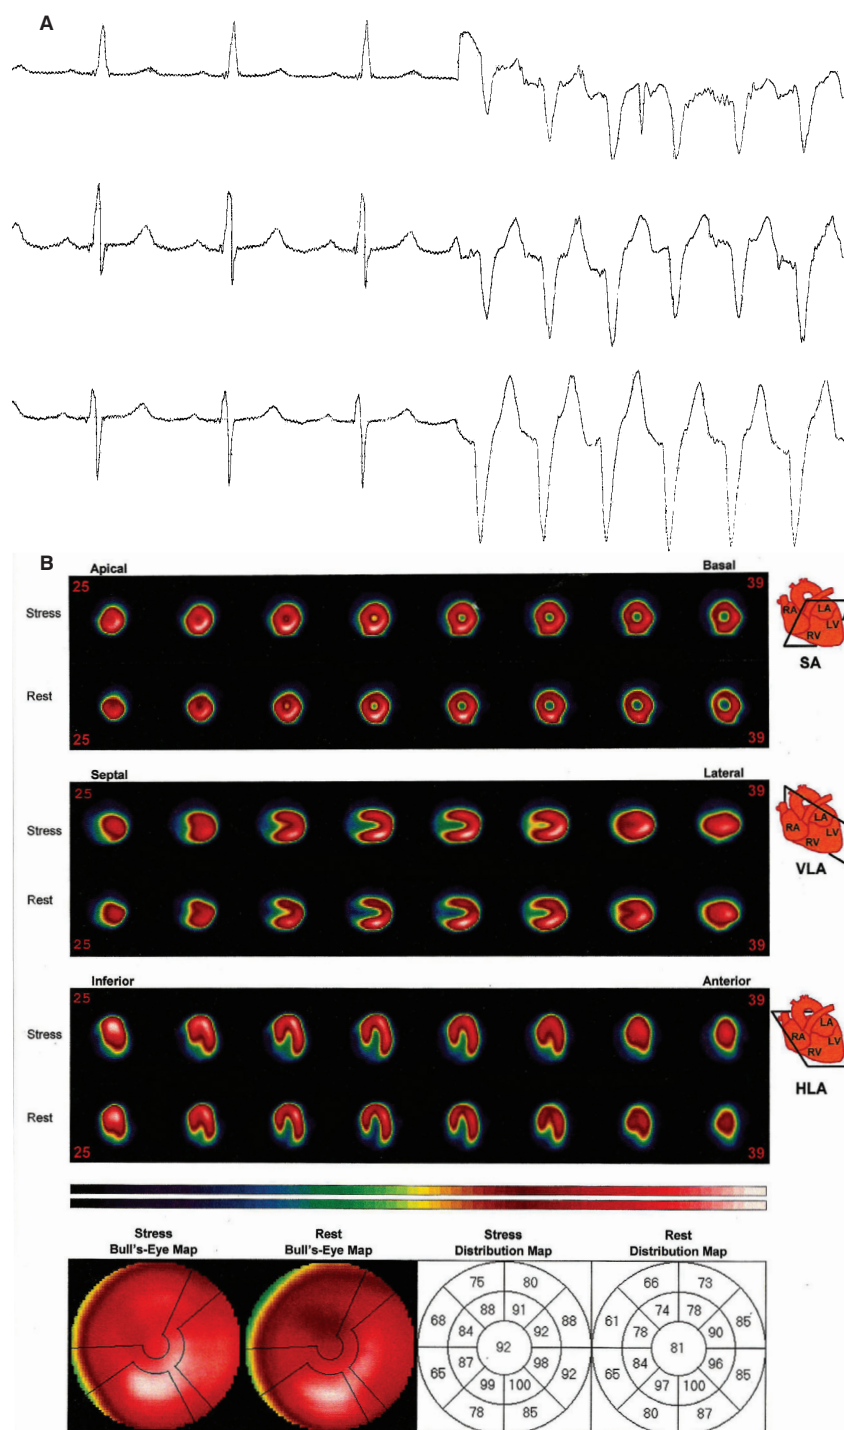 A
B
Apical Basal
25 39
Stress
Rest
25 39
RA LA LV RV
SA
Septal Lateral
25 39
Stress
Rest
25 39
RA LA LV RV
VLA
Inferior Anterior
25 39
Stress
Rest
25 39
RA LA LV RV
HLA
Stress Rest Stress Rest
Bull's-Eye Map Bull's-Eye Map Distribution Map Distribution Map
75 80 66 73
88 91 74 78
68 88 61 85
84 92 78 90
92 81
87 98 84 96
65 92 65 85
99 100 97 100
78 85 80 87